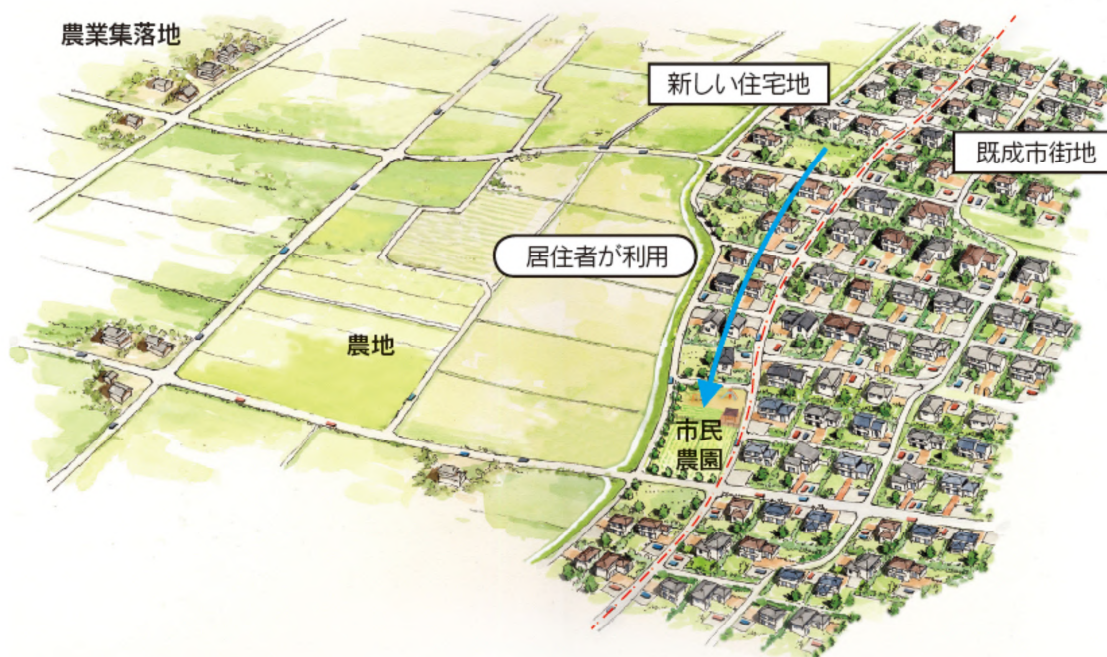 農業集落地
新しい住宅地
既成市街地
居住者が利用
農地
市民
農園